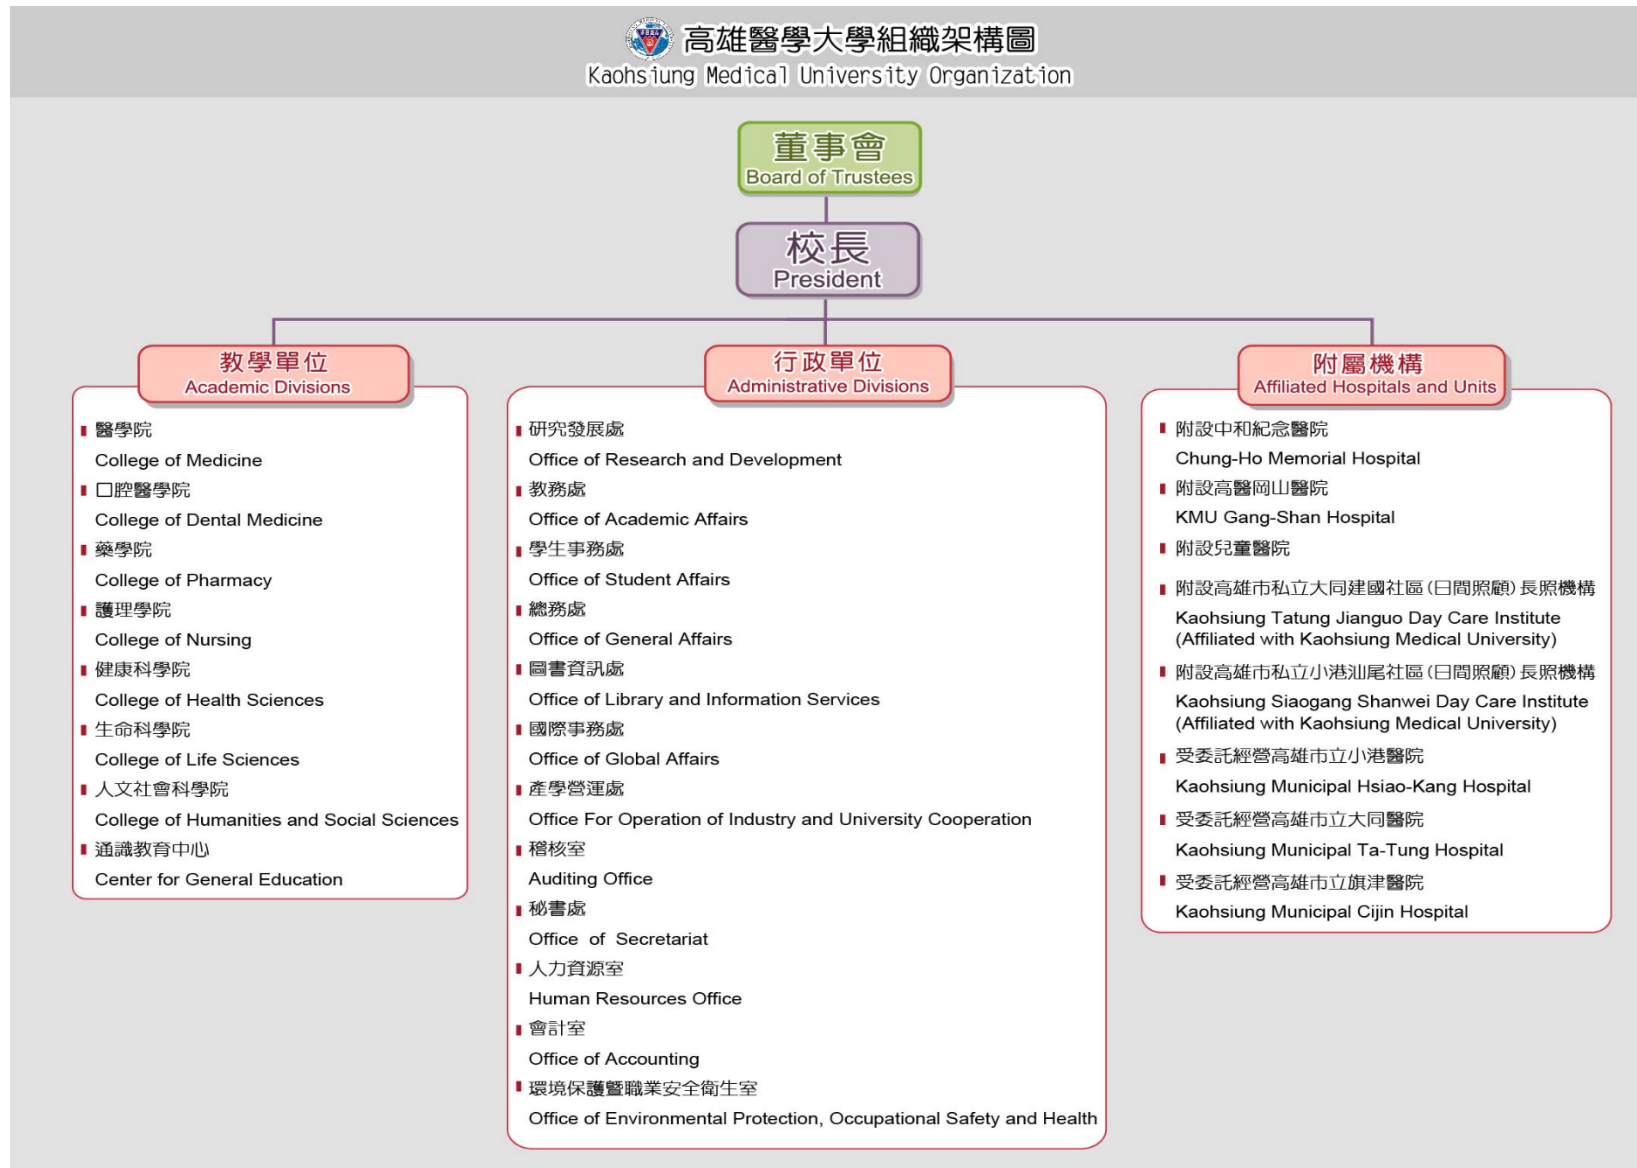 高雄醫學大學組織架構圖
Kaohsiung Medical University Organization
董事會
Board of Trustees
校長
President
教學單位
Academic Divisions
醫學院
College of Medicine
口腔醫學院
College of Dental Medicine
藥學院
College of Pharmacy
護理學院
College of Nursing
健康科學院
College of Health Sciences
生命科學院
College of Life Sciences
人文社會科學院
College of Humanities and Social Sciences
通識教育中心
Center for General Education
行政單位
Administrative Divisions
研究發展處
Office of Research and Development
教務處
Office of Academic Affairs
學生事務處
Office of Student Affairs
總務處
Office of General Affairs
圖書資訊處
Office of Library and Information Services
國際事務處
Office of Global Affairs
產學營運處
Office For Operation of Industry and University Cooperation
稽核室
Auditing Office
秘書處
Office of Secretariat
人力資源室
Human Resources Office
會計室
Office of Accounting
環境保護暨職業安全衛生室
Office of Environmental Protection, Occupational Safety and Health
附屬機構
Affiliated Hospitals and Units
附設中和紀念醫院
Chung-Ho Memorial Hospital
附設高醫岡山醫院
KMU Gang-Shan Hospital
附設兒童醫院
附設高雄市私立大同建國社區(日間照顧)長照機構
Kaohsiung Tatung Jianguo Day Care Institute
(Affiliated with Kaohsiung Medical University)
附設高雄市私立小港汕尾社區(日間照顧)長照機構
Kaohsiung Siaogang Shanwei Day Care Institute
(Affiliated with Kaohsiung Medical University)
受委託經營高雄市立小港醫院
Kaohsiung Municipal Hsiao-Kang Hospital
受委託經營高雄市立大同醫院
Kaohsiung Municipal Ta-Tung Hospital
受委託經營高雄市立旗津醫院
Kaohsiung Municipal Cijin Hospital